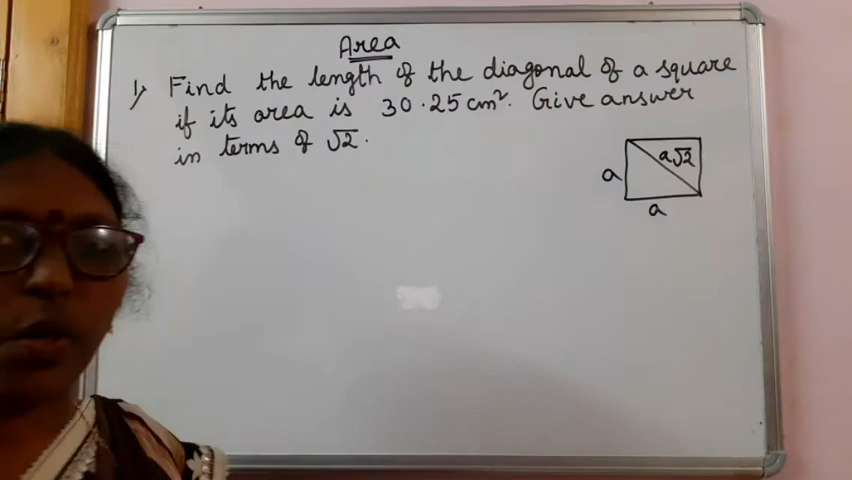 Area
1) Find the length of the diagonal of a square
if its area is 30.25 cm². Give answer
in terms of √2.
a√2
a
a